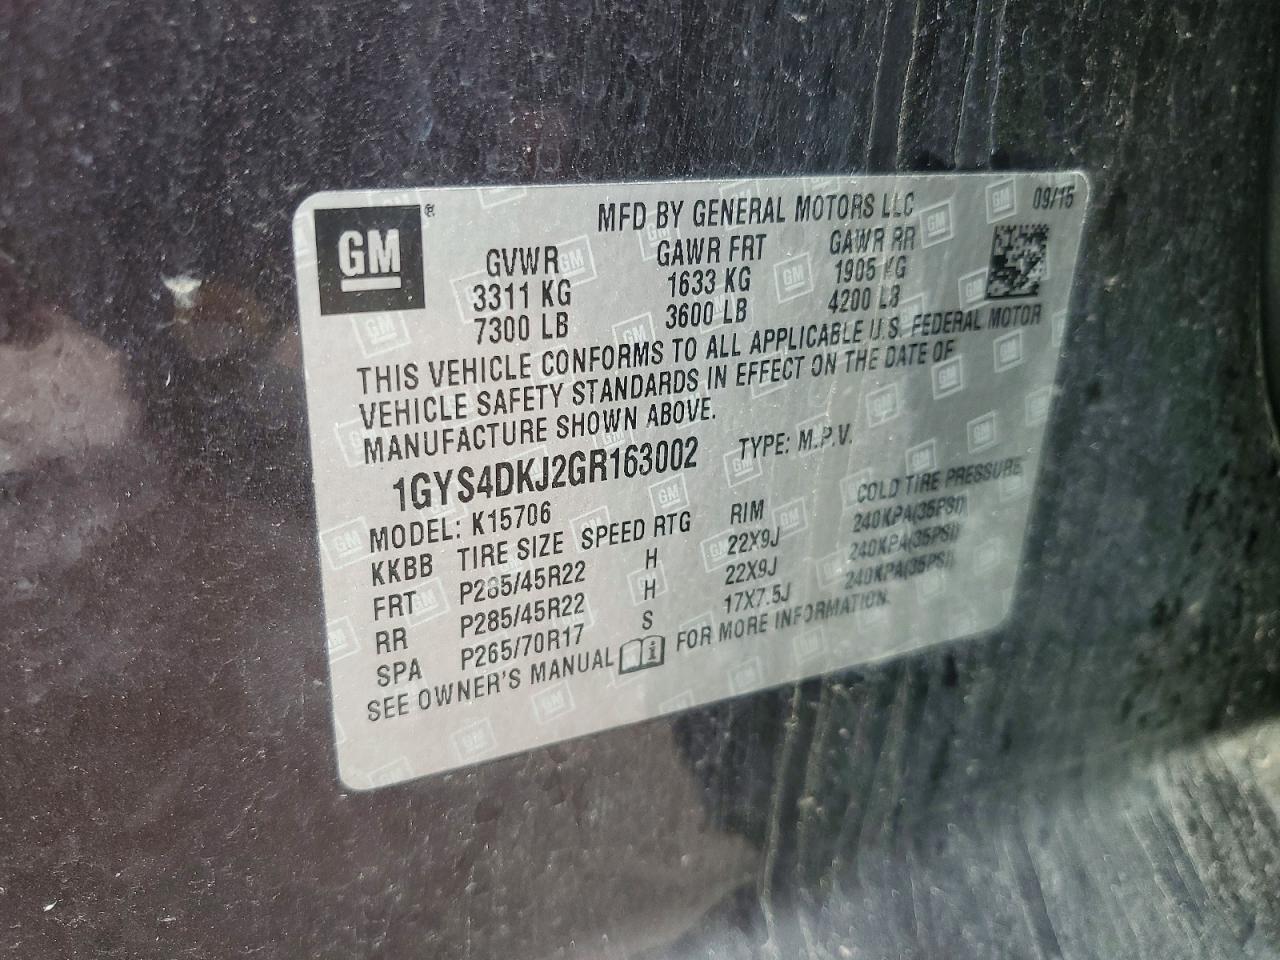 GM®
MFD BY GENERAL MOTORS LLC 09/15
GVWR GAWR FRT GAWR RR
3311 KG 1633 KG 1905 KG
7300 LB 3600 LB 4200 LB
THIS VEHICLE CONFORMS TO ALL APPLICABLE U.S. FEDERAL MOTOR
VEHICLE SAFETY STANDARDS IN EFFECT ON THE DATE OF
MANUFACTURE SHOWN ABOVE.
1GYS4DKJ2GR163002 TYPE: M.P.V.
MODEL: K15706
KKBB TIRE SIZE SPEED RTG RIM COLD TIRE PRESSURE
FRT P285/45R22 H 22X9J 240KPA(35PSI)
RR P285/45R22 H 22X9J 240KPA(35PSI)
SPA P265/70R17 S 17X7.5J 240KPA(35PSI)
SEE OWNER'S MANUAL FOR MORE INFORMATION.